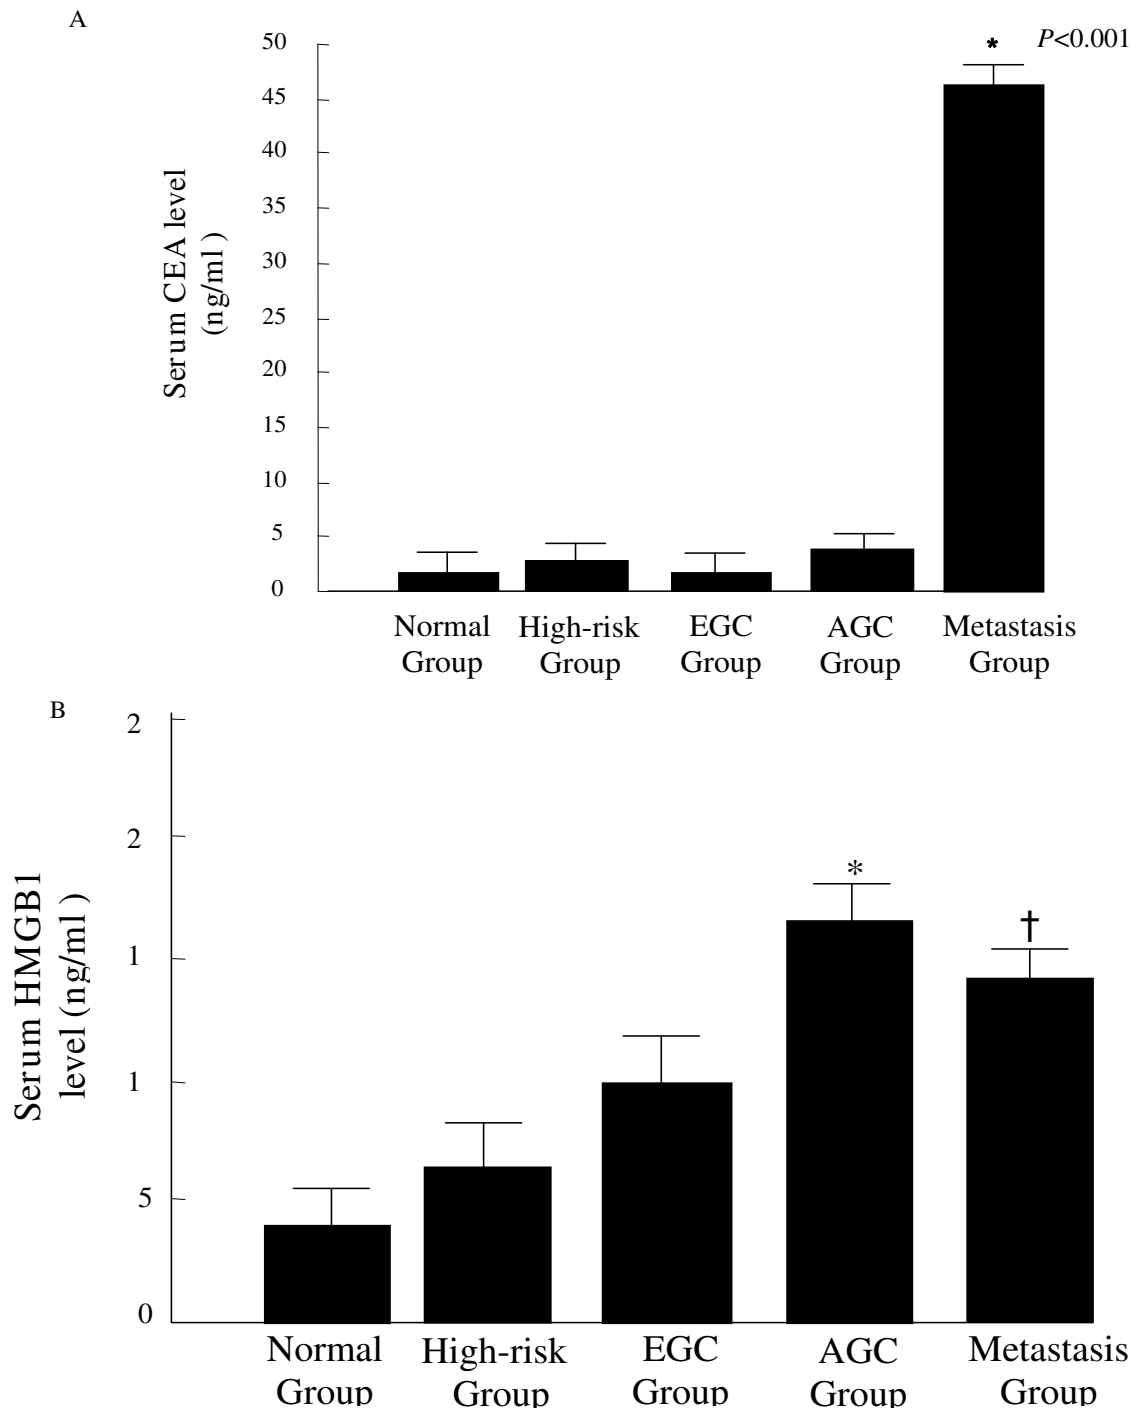 A
* P<0.001
50
45
40
35
30
25
20
15
10
5
0
Serum CEA level
(ng/ml )
Normal High-risk EGC AGC Metastasis
Group Group Group Group Group
B
2
2
1
1
5
0
Serum HMGB1
level (ng/ml )
*
†
Normal High-risk EGC AGC Metastasis
Group Group Group Group Group